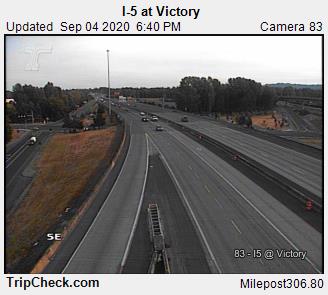 I-5 at Victory
Updated Sep 04 2020 6:40 PM Camera 83
SE
83 - I5 @ Victory
TripCheck.com Milepost306.80